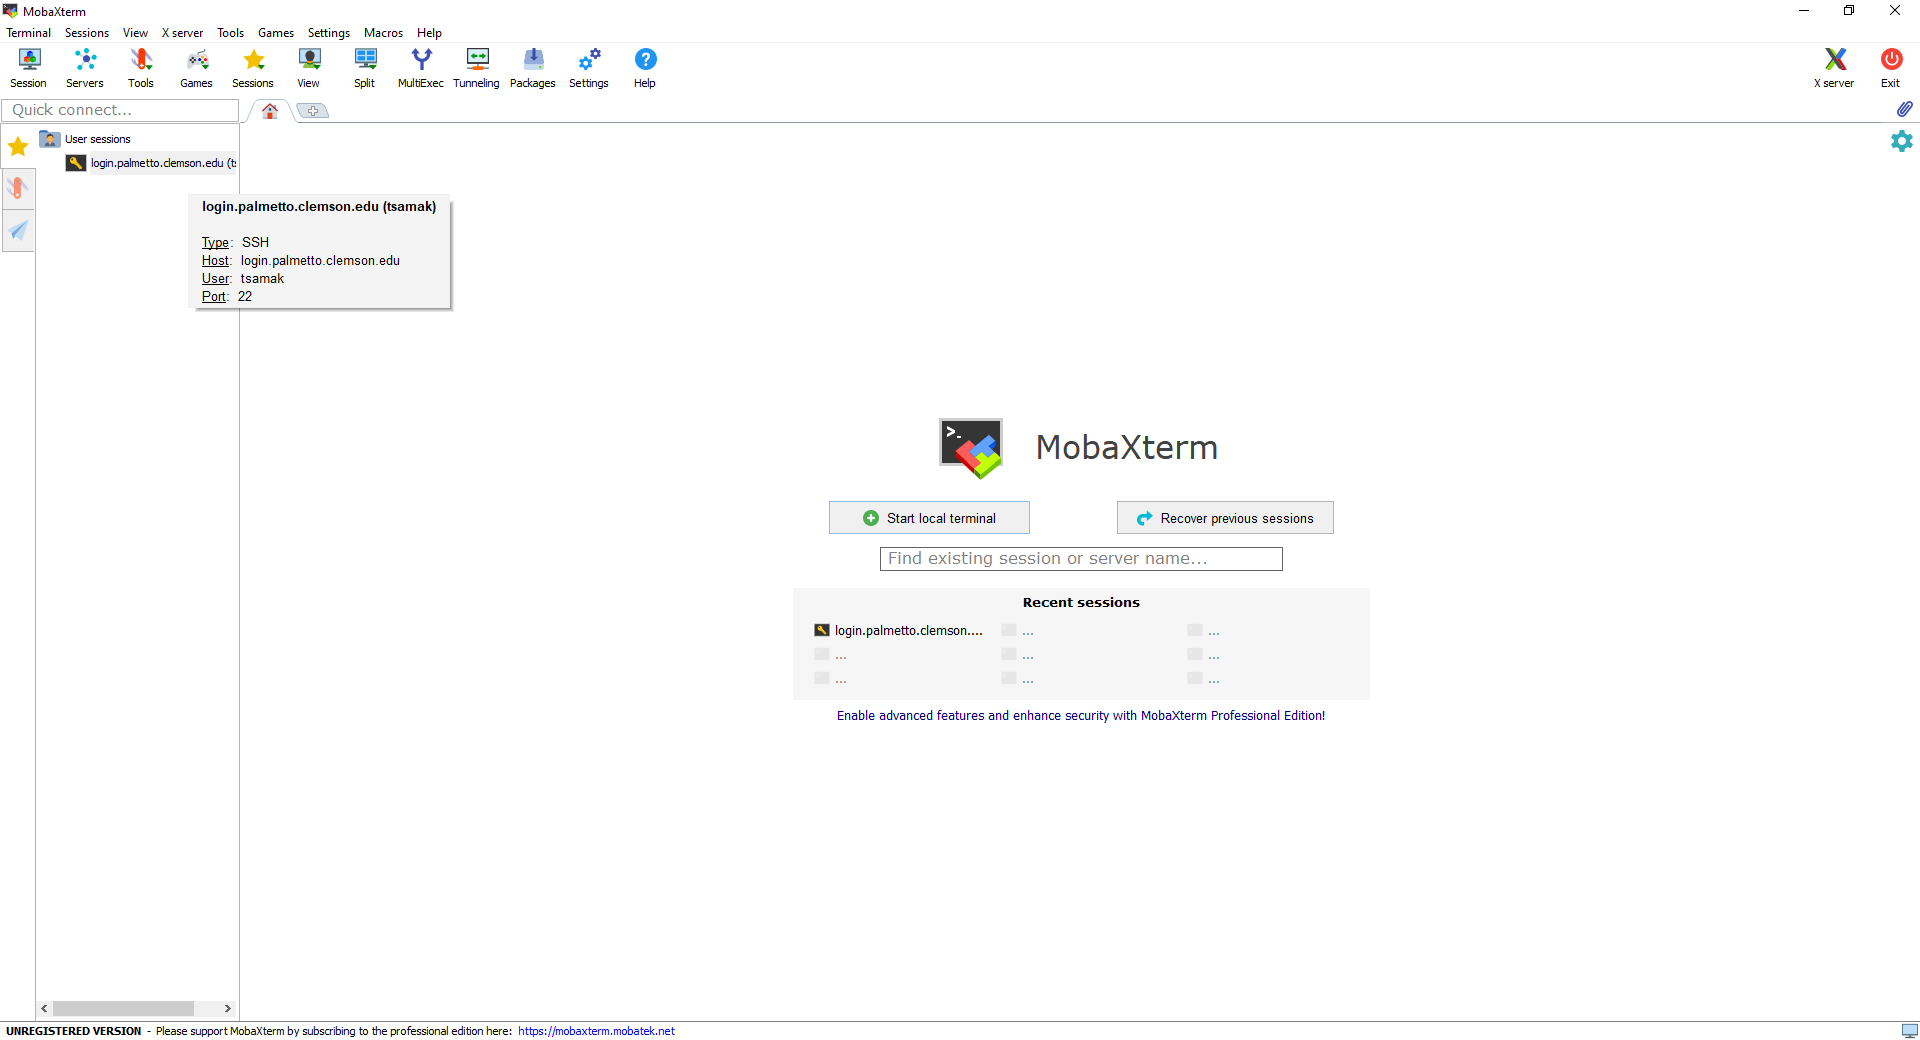 MobaXterm
Terminal Sessions View X server Tools Games Settings Macros Help
Session Servers Tools Games Sessions View Split MultiExec Tunneling Packages Settings Help X server Exit
Quick connect...
User sessions
login.palmetto.clemson.edu (ts
login.palmetto.clemson.edu (tsamak)
Type: SSH
Host: login.palmetto.clemson.edu
User: tsamak
Port: 22
>_
MobaXterm
Start local terminal Recover previous sessions
Find existing session or server name...
Recent sessions
login.palmetto.clemson.... ... ...
... ... ...
... ... ...
Enable advanced features and enhance security with MobaXterm Professional Edition!
UNREGISTERED VERSION - Please support MobaXterm by subscribing to the professional edition here: https://mobaxterm.mobatek.net